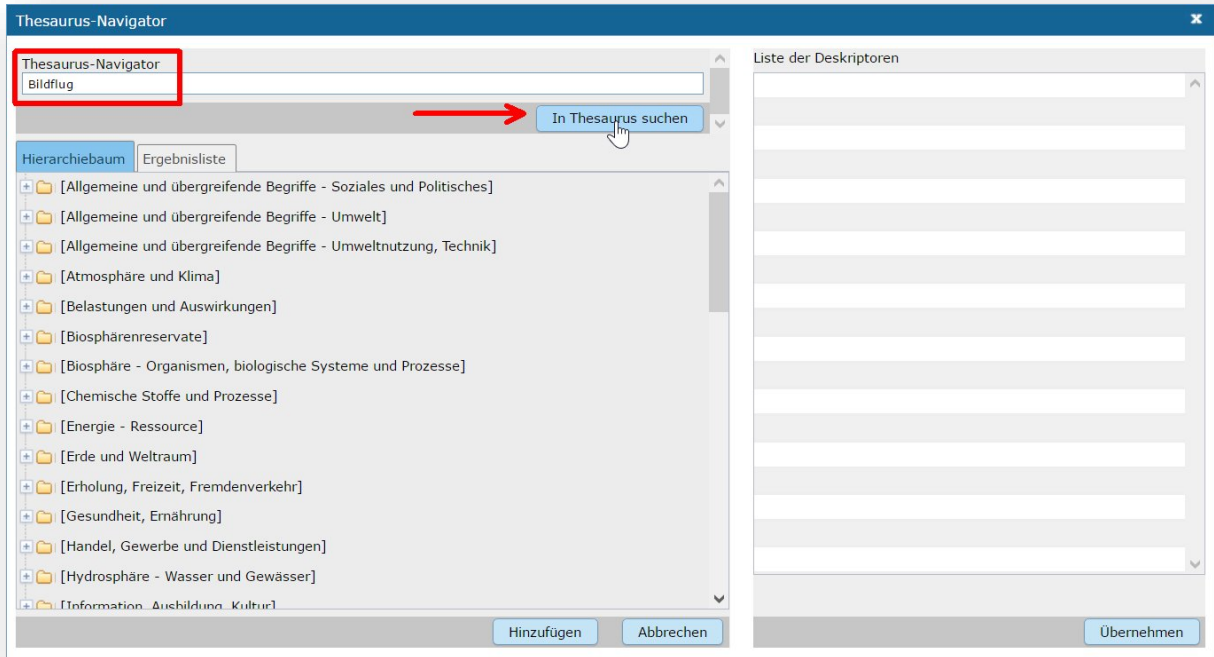 Thesaurus-Navigator
Thesaurus-Navigator
Bildflug
In Thesaurus suchen
Hierarchiebaum
Ergebnisliste
[Allgemeine und übergreifende Begriffe - Soziales und Politisches]
[Allgemeine und übergreifende Begriffe - Umwelt]
[Allgemeine und übergreifende Begriffe - Umweltnutzung, Technik]
[Atmosphäre und Klima]
[Belastungen und Auswirkungen]
[Biosphärenreservate]
[Biosphäre - Organismen, biologische Systeme und Prozesse]
[Chemische Stoffe und Prozesse]
[Energie - Ressource]
[Erde und Weltraum]
[Erholung, Freizeit, Fremdenverkehr]
[Gesundheit, Ernährung]
[Handel, Gewerbe und Dienstleistungen]
[Hydrosphäre - Wasser und Gewässer]
[Information, Ausbildung, Kultur]
Hinzufügen
Abbrechen
Liste der Deskriptoren
Übernehmen